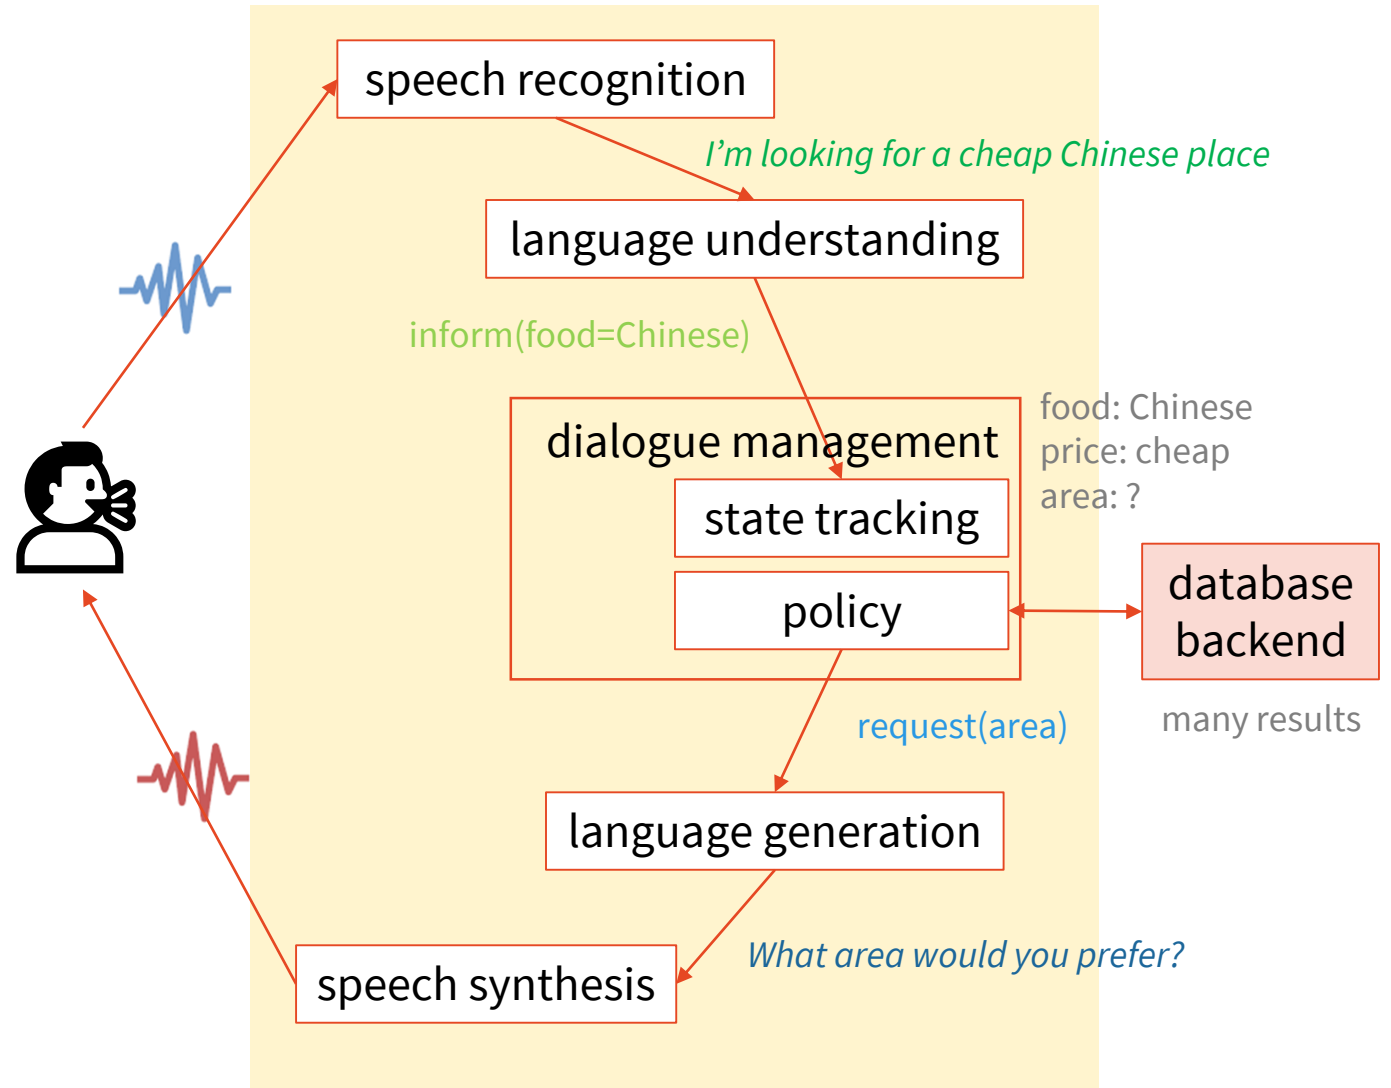 speech recognition
I’m looking for a cheap Chinese place
language understanding
inform(food=Chinese)
dialogue management
food: Chinese
price: cheap
area: ?
state tracking
policy
database
backend
many results
request(area)
language generation
What area would you prefer?
speech synthesis